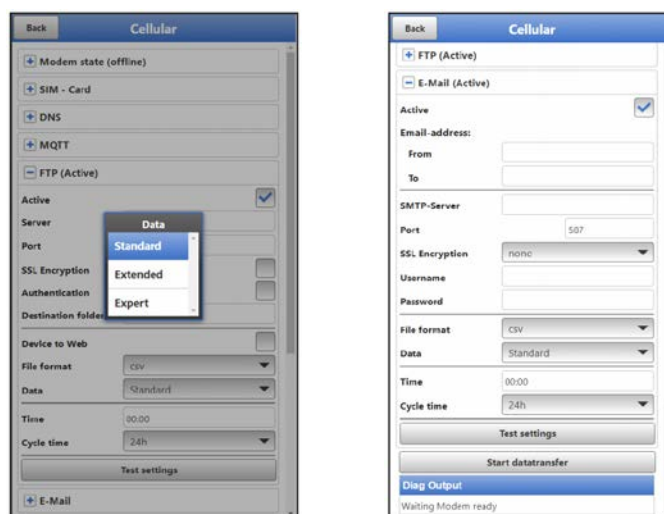 Back Cellular
Modem state (offline)
SIM - Card
DNS
MQTT
FTP (Active)
Active
Server
Port
SSL Encryption
Authentication
Destination folder
Data
Standard
Extended
Expert
Device to Web
File format csv
Data Standard
Time 00:00
Cycle time 24h
Test settings
E-Mail
Back Cellular
FTP (Active)
E-Mail (Active)
Active
Email-address:
From
To
SMTP-Server
Port 587
SSL Encryption none
Username
Password
File format csv
Data Standard
Time 00:00
Cycle time 24h
Test settings
Start datatransfer
Diag Output
Waiting Modem ready